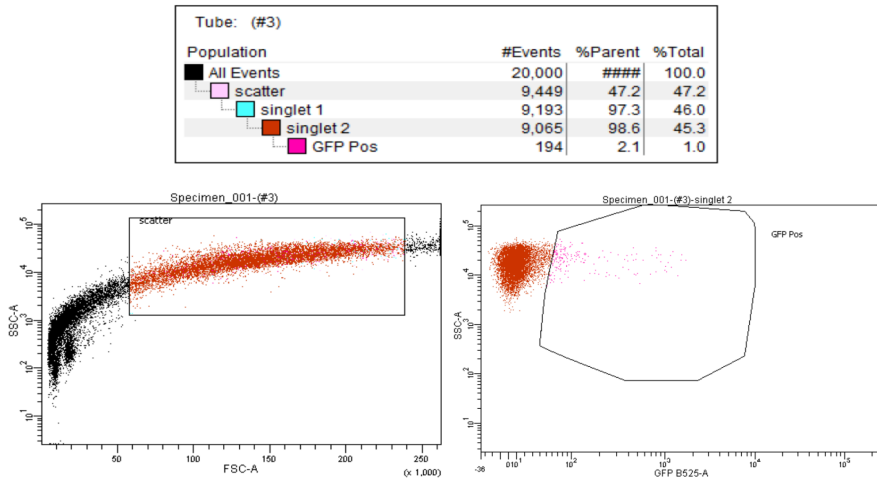 Tube: (#3)
Population #Events %Parent %Total
All Events 20,000 #### 100.0
scatter 9,449 47.2 47.2
singlet 1 9,193 97.3 46.0
singlet 2 9,065 98.6 45.3
GFP Pos 194 2.1 1.0
Specimen_001-(#3)
scatter
SSC-A
10^5
10^4
10^3
10^2
10^1
50 100 150 200 250
FSC-A
(x 1,000)
Specimen_001-(#3)-singlet 2
GFP Pos
SSC-A
10^5
10^4
10^3
10^2
10^1
-36 0 10^1 10^2 10^3 10^4 10^5
GFP B525-A